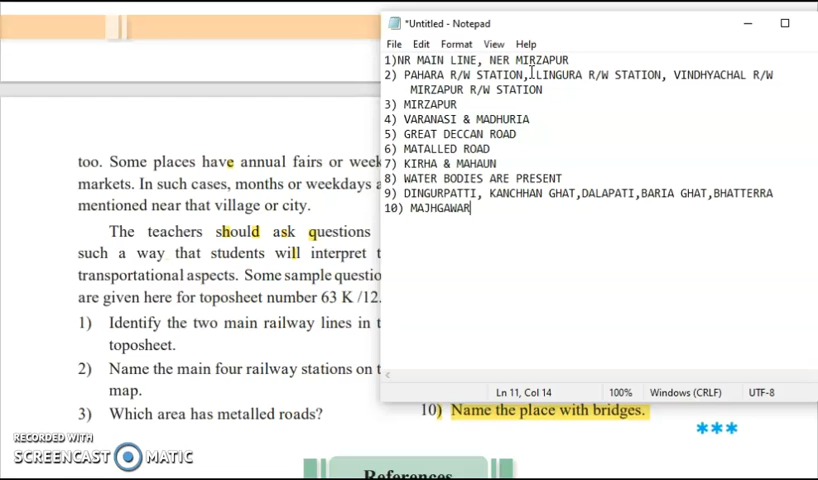 *Untitled - Notepad
File Edit Format View Help
1)NR MAIN LINE, NER MIRZAPUR
2) PAHARA R/W STATION, LINGURA R/W STATION, VINDHYACHAL R/W
MIRZAPUR R/W STATION
3) MIRZAPUR
4) VARANASI & MADHURIA
5) GREAT DECCAN ROAD
6) MATALLED ROAD
7) KIRHA & MAHAUN
8) WATER BODIES ARE PRESENT
9) DINGURPATTI, KANCHHAN GHAT,DALAPATI,BARIA GHAT,BHATTERRA
10) MAJHGAWAR
Ln 11, Col 14 100% Windows (CRLF) UTF-8
too. Some places have annual fairs or week
markets. In such cases, months or weekdays a
mentioned near that village or city.
The teachers should ask questions
such a way that students will interpret t
transportational aspects. Some sample questio
are given here for toposheet number 63 K /12.
1) Identify the two main railway lines in t
toposheet.
2) Name the main four railway stations on t
map.
3) Which area has metalled roads?
10) Name the place with bridges.
***
References
RECORDED WITH
SCREENCAST MATIC